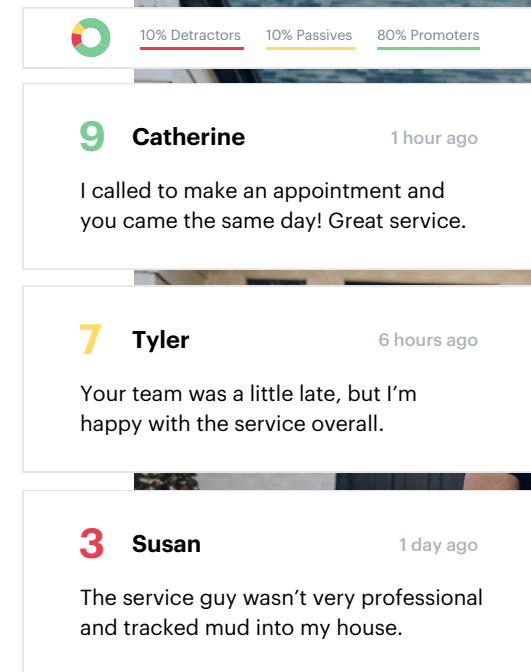 10% Detractors 10% Passives 80% Promoters
9 Catherine 1 hour ago
I called to make an appointment and
you came the same day! Great service.
7 Tyler 6 hours ago
Your team was a little late, but I’m
happy with the service overall.
3 Susan 1 day ago
The service guy wasn’t very professional
and tracked mud into my house.